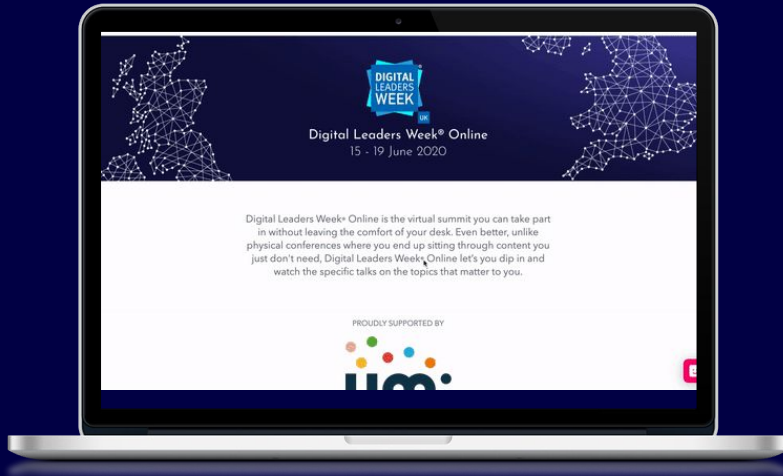 DIGITAL
LEADERS
WEEK®
UK
Digital Leaders Week® Online
15 - 19 June 2020
Digital Leaders Week® Online is the virtual summit you can take part
in without leaving the comfort of your desk. Even better, unlike
physical conferences where you end up sitting through content you
just don't need, Digital Leaders Week® Online let's you dip in and
watch the specific talks on the topics that matter to you.
PROUDLY SUPPORTED BY